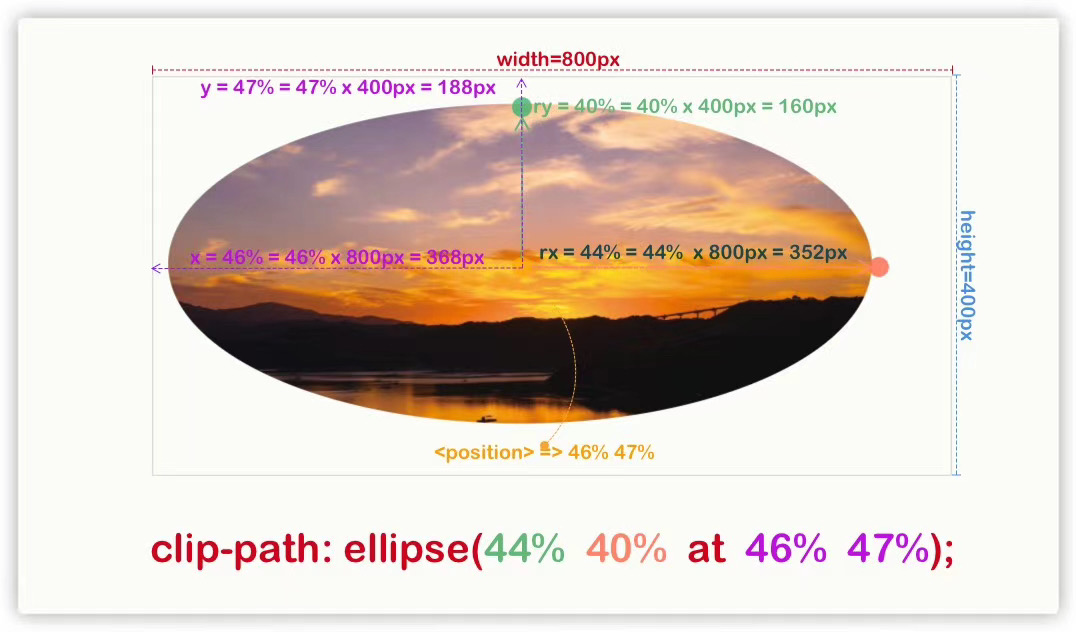 width=800px
y = 47% = 47% x 400px = 188px
ry = 40% = 40% x 400px = 160px
x = 46% = 46% x 800px = 368px
rx = 44% = 44% x 800px = 352px
height=400px
<position> => 46% 47%
clip-path: ellipse(44% 40% at 46% 47%);